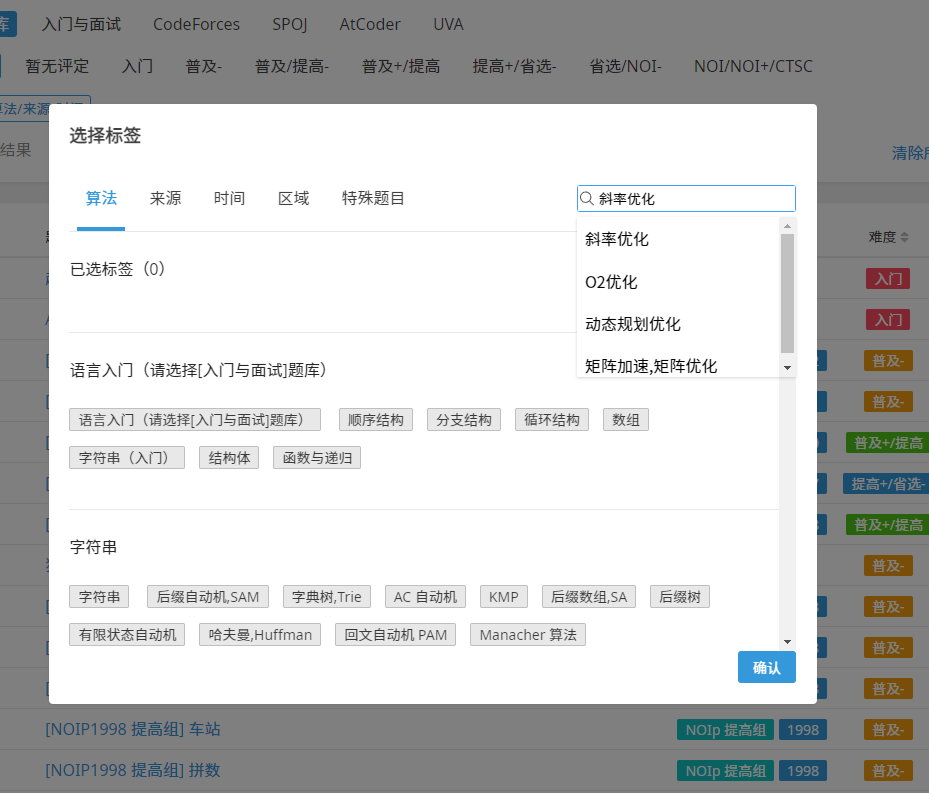 库 入门与面试 CodeForces SPOJ AtCoder UVA
暂无评定 入门 普及- 普及/提高- 普及+/提高 提高+/省选- 省选/NOI- NOI/NOI+/CTSC
算法/来源/时间
结果
清除所
选择标签
算法 来源 时间 区域 特殊题目
斜率优化
斜率优化
O2优化
动态规划优化
矩阵加速,矩阵优化
已选标签（0）
难度
入门
入门
普及-
普及-
普及+/提高
提高+/省选-
普及+/提高
普及-
普及-
普及-
普及-
语言入门（请选择[入门与面试]题库）
语言入门（请选择[入门与面试]题库） 顺序结构 分支结构 循环结构 数组
字符串（入门） 结构体 函数与递归
字符串
字符串 后缀自动机,SAM 字典树,Trie AC 自动机 KMP 后缀数组,SA 后缀树
有限状态自动机 哈夫曼,Huffman 回文自动机 PAM Manacher 算法
确认
[NOIP1998 提高组] 车站 NOIp 提高组 1998 普及-
[NOIP1998 提高组] 拼数 NOIp 提高组 1998 普及-